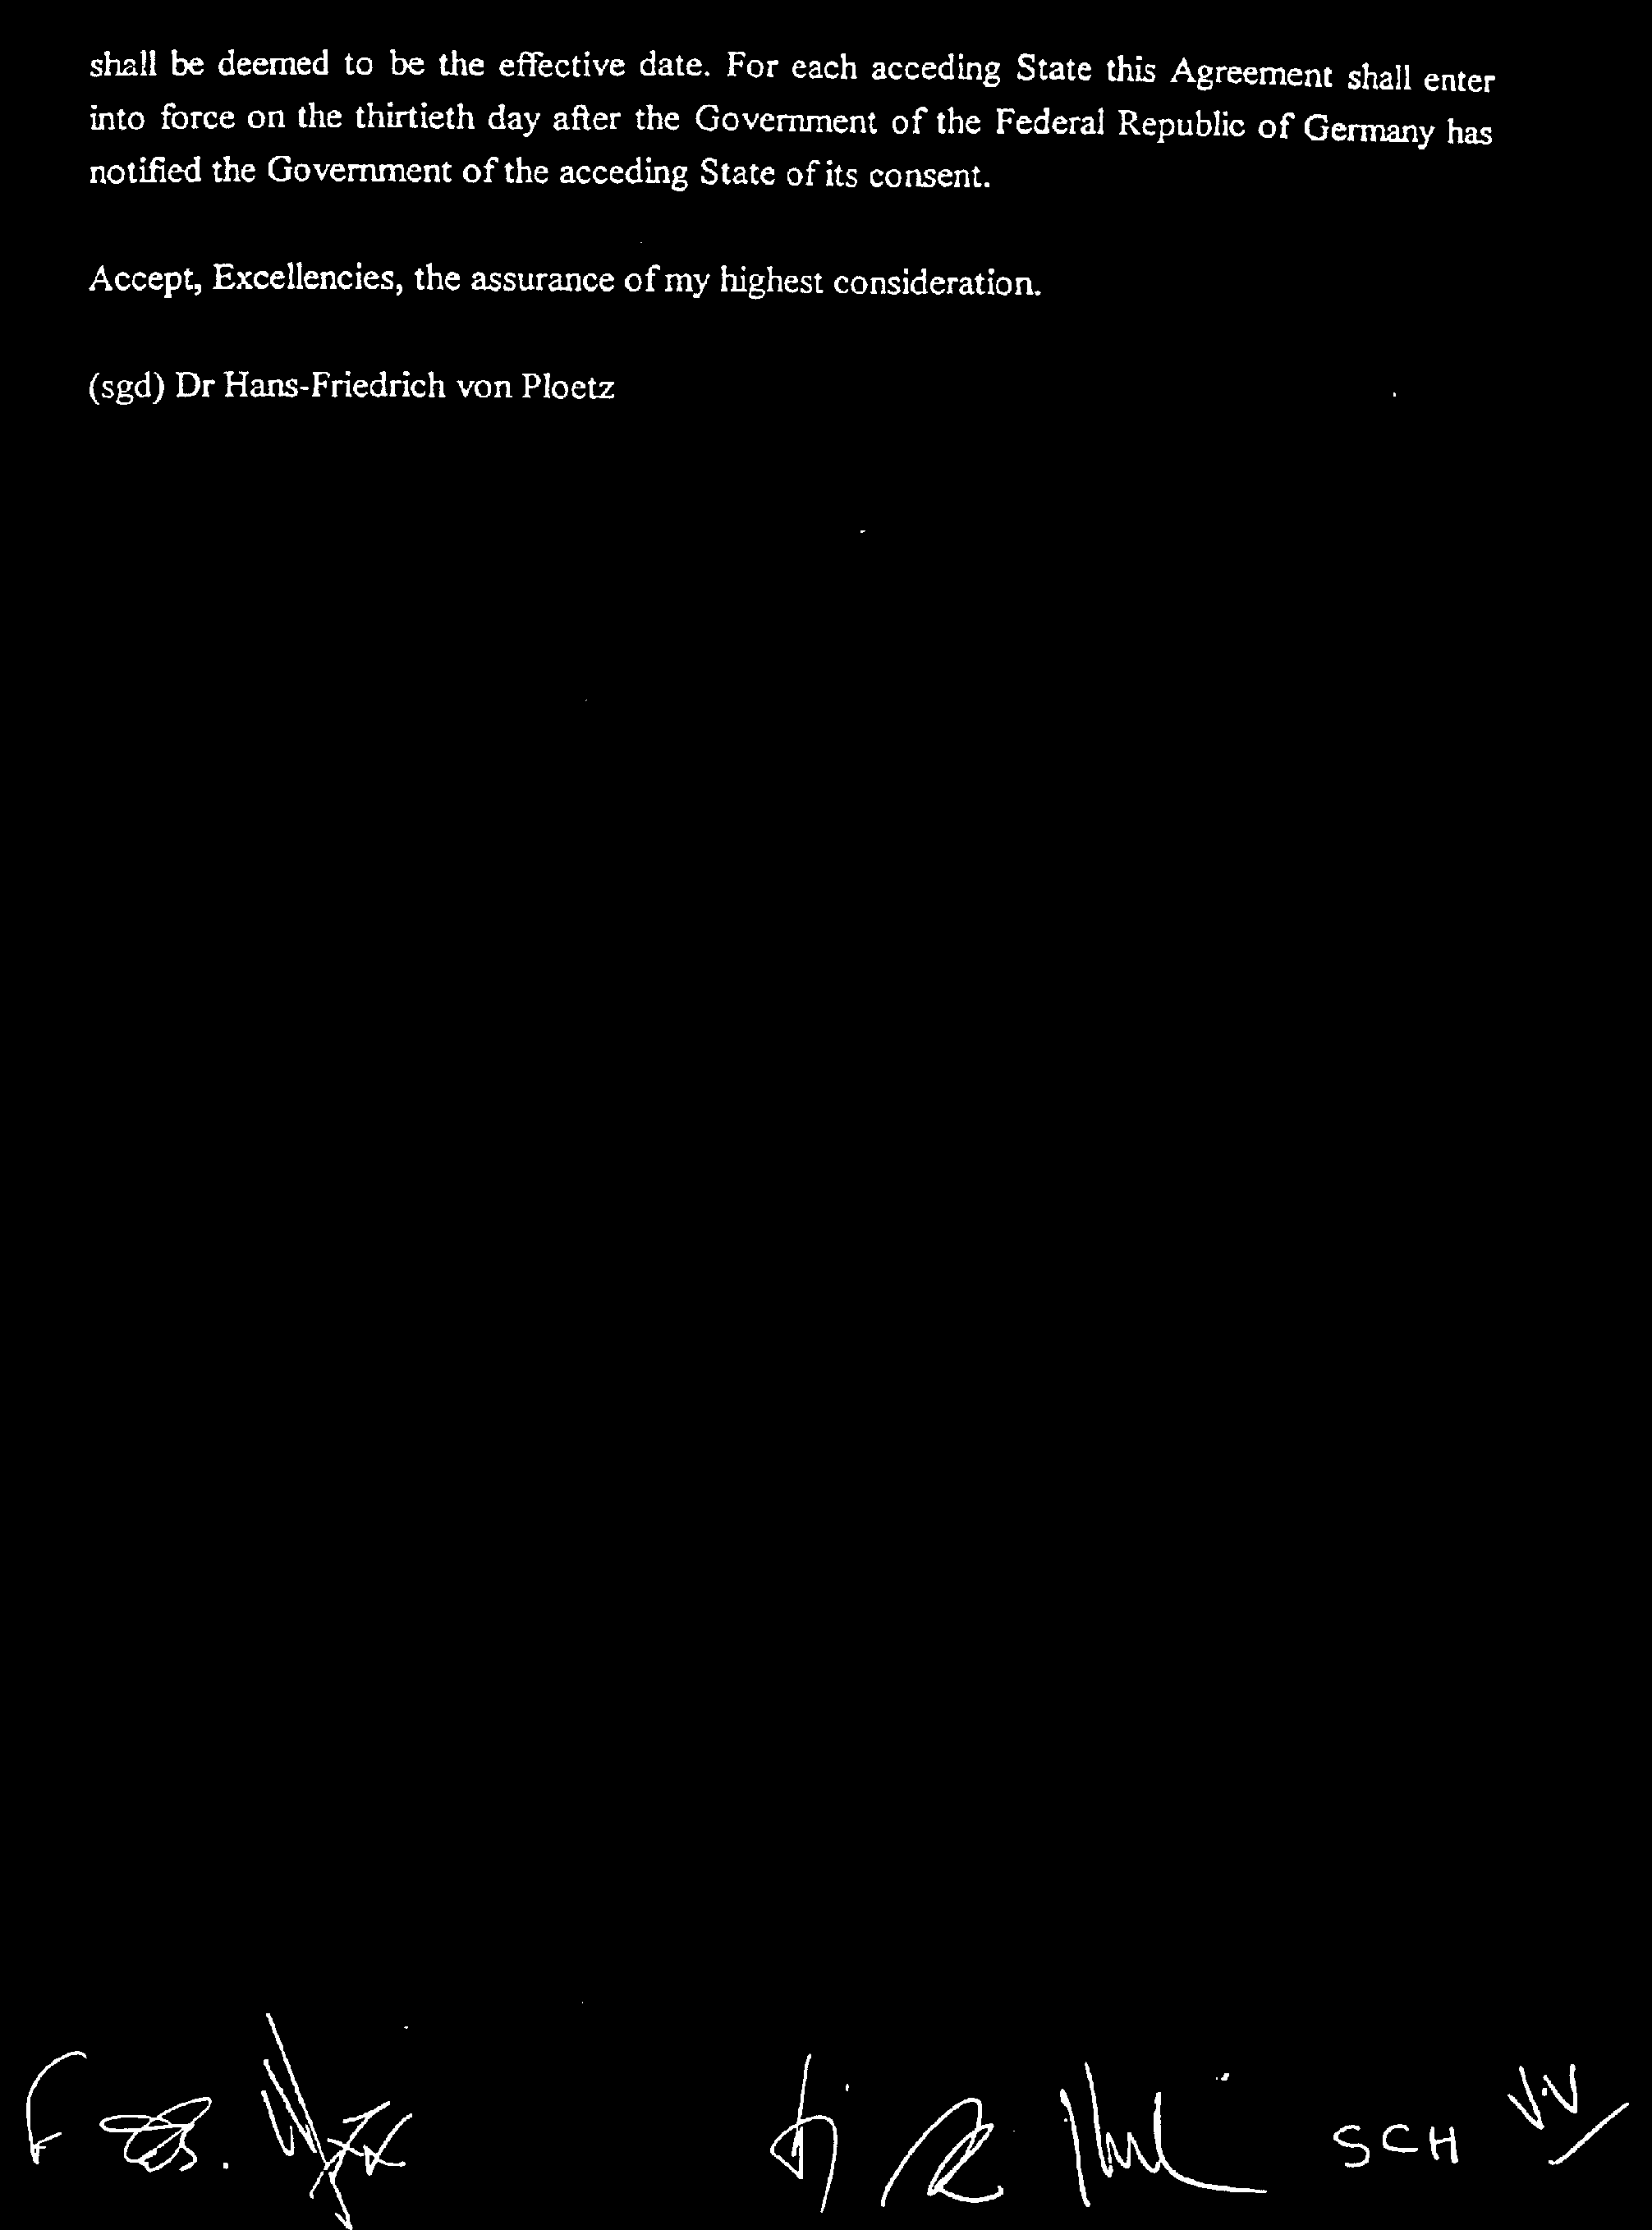 shall be deemed to be the effective date. For each acceding State this Agreement shall enter
into force on the thirtieth day after the Government of the Federal Republic of Germany has
notified the Government of the acceding State of its consent.
Accept, Excellencies, the assurance of my highest consideration.
(sgd) Dr Hans-Friedrich von Ploetz
SCH